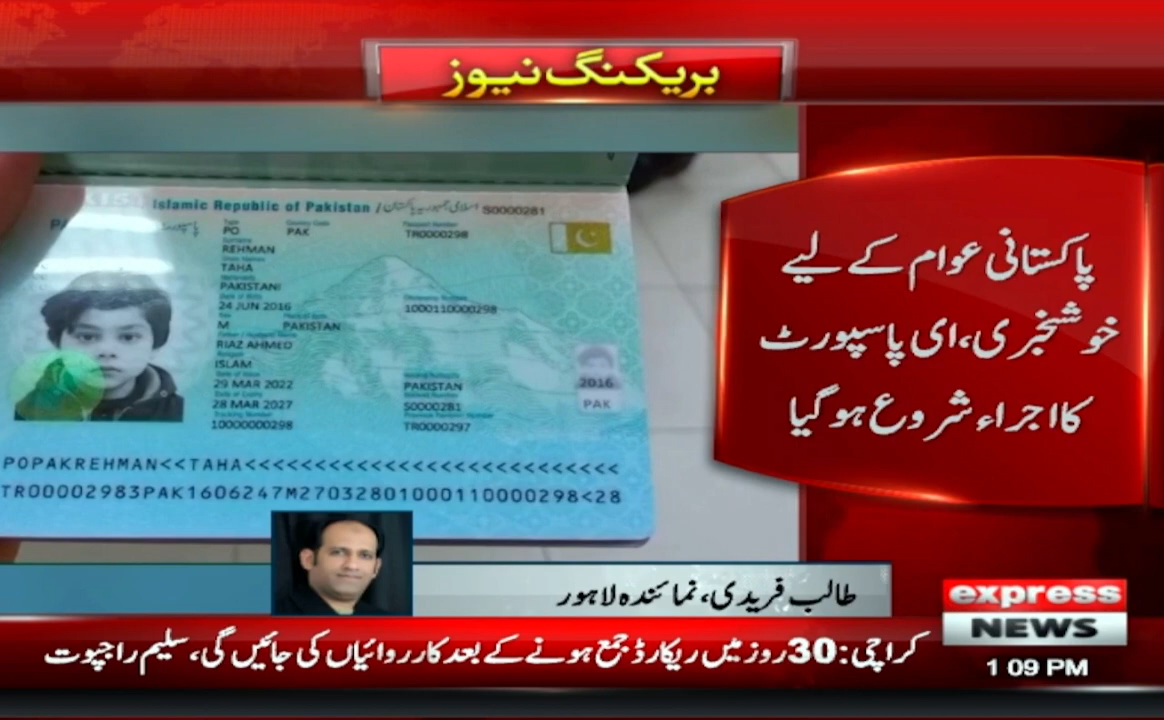 بریکنگ نیوز
Islamic Republic of Pakistan / اسلامی جمہوریہ پاکستان S0000281
PO PAK TR0000298
REHMAN
TAHA
PAKISTANI
24 JUN 2016 1000110000298
M PAKISTAN
RIAZ AHMED
ISLAM
29 MAR 2022 PAKISTAN
28 MAR 2027 S0000281
10000000298 TR0000297
2016
PAK
POPAKREHMAN<<TAHA<<<<<<<<<<<<<<<<<<<<<<<<<<<
TR00002983PAK1606247M27032801000110000298<28
پاکستانی عوام کے لیے
خوشخبری، ای پاسپورٹ
کا اجراء شروع ہوگیا
طالب فریدی، نمائندہ لاہور
کراچی: 30 روز میں ریکارڈ جمع ہونے کے بعد کارروائیاں کی جائیں گی، سلیم راجپوت
express
NEWS
1 09 PM